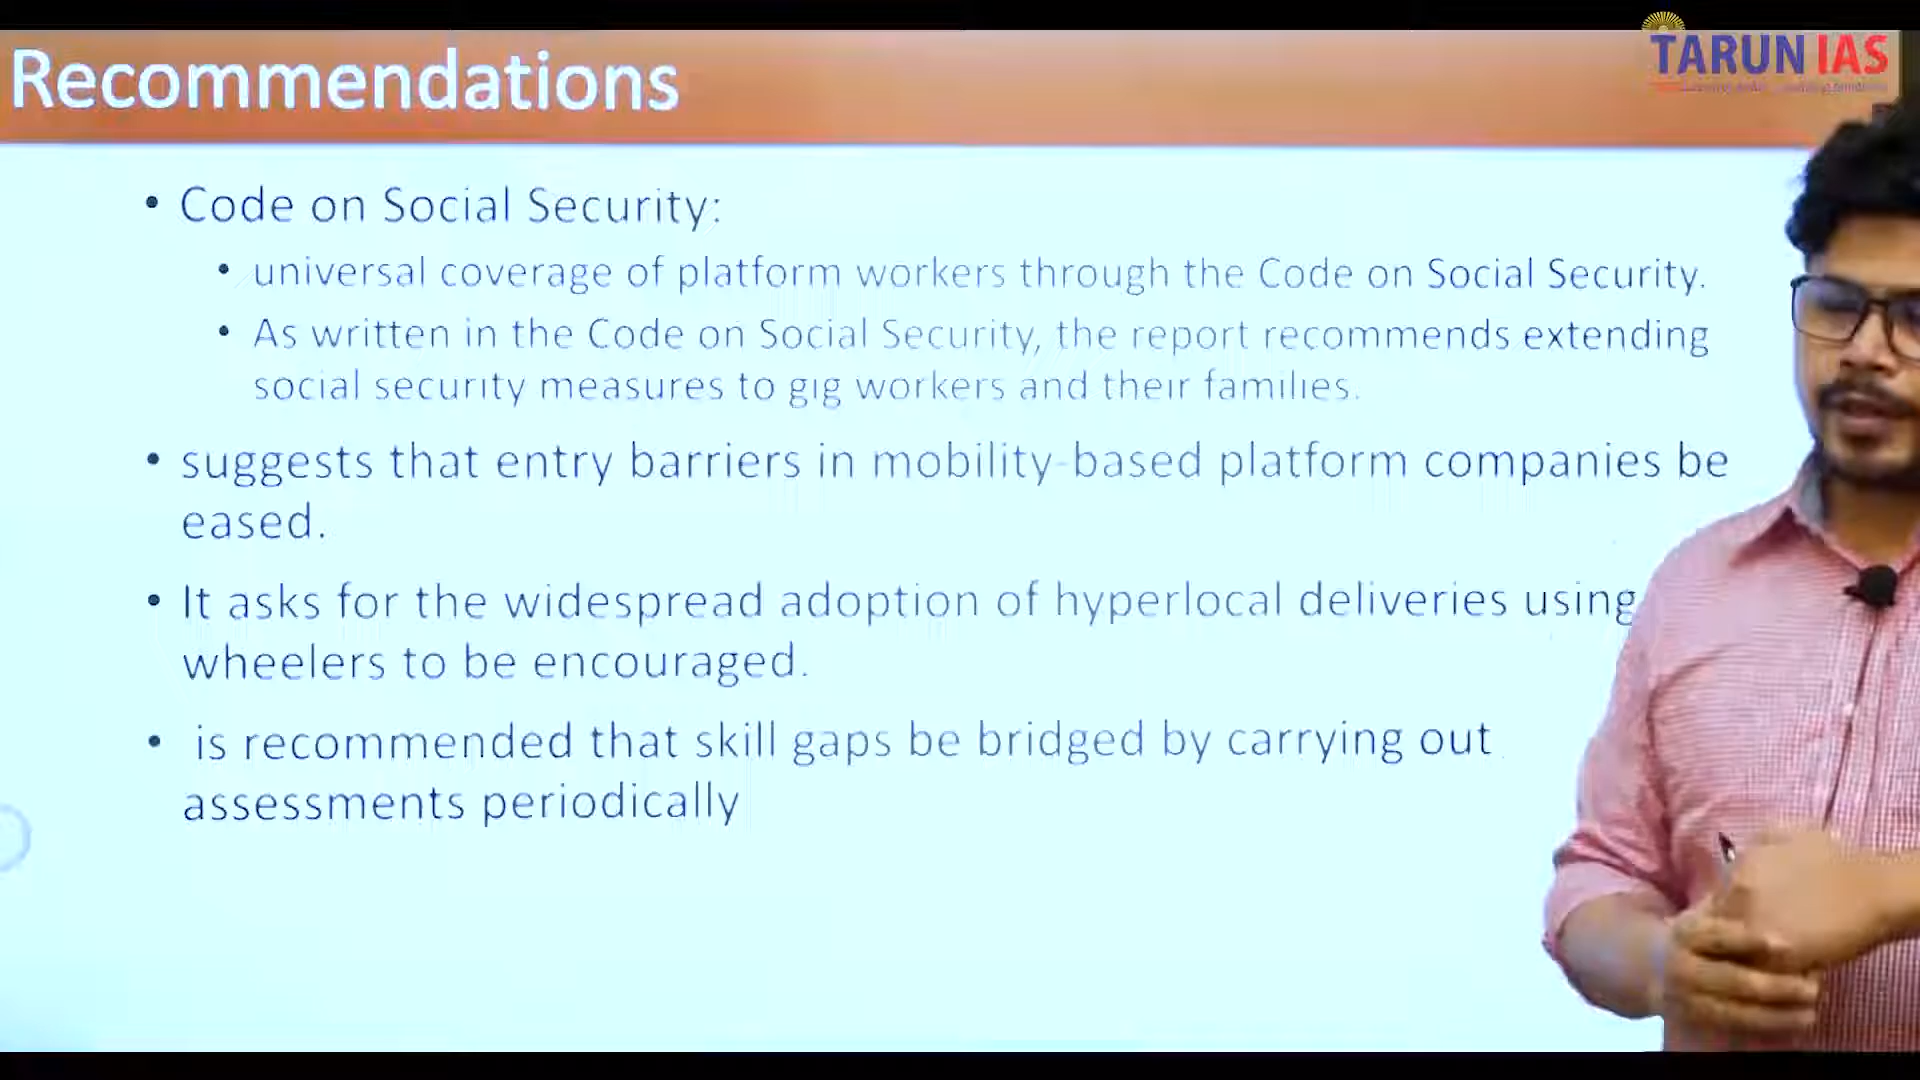 Recommendations
TARUN IAS
• Code on Social Security:
• universal coverage of platform workers through the Code on Social Security.
• As written in the Code on Social Security, the report recommends extending
social security measures to gig workers and their families.
• suggests that entry barriers in mobility-based platform companies be
eased.
• It asks for the widespread adoption of hyperlocal deliveries using
wheelers to be encouraged.
• is recommended that skill gaps be bridged by carrying out
assessments periodically